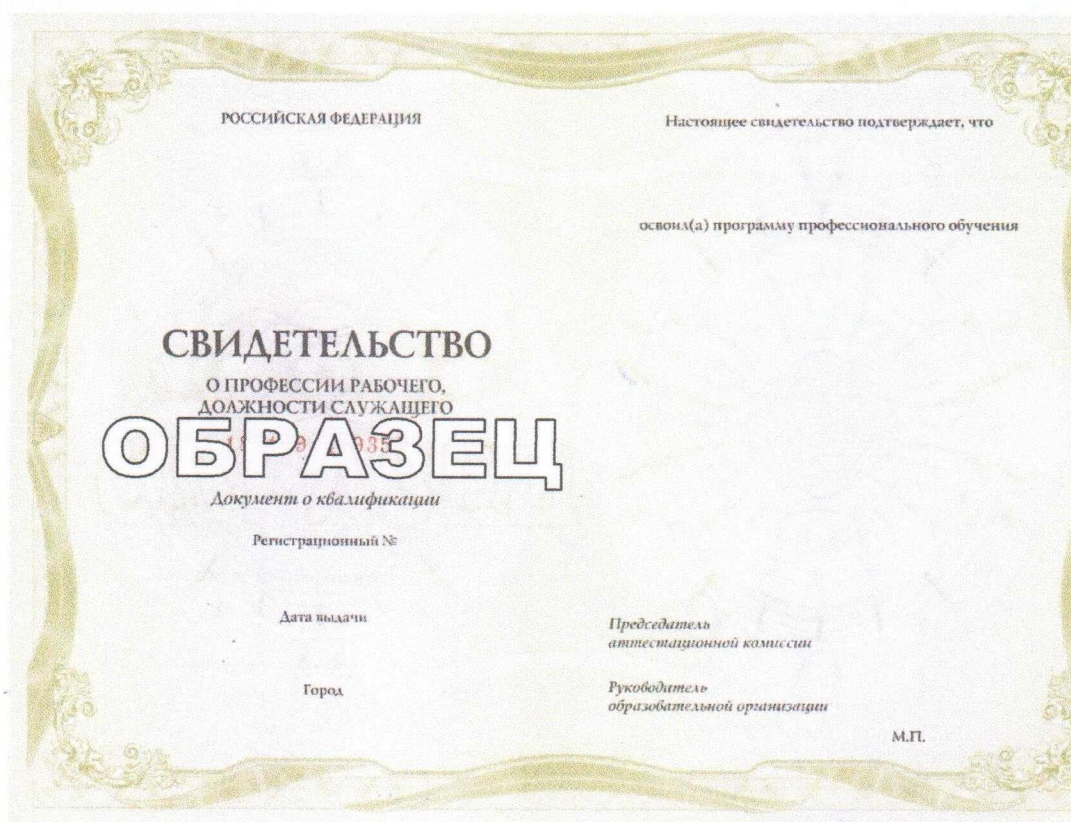 РОССИЙСКАЯ ФЕДЕРАЦИЯ
СВИДЕТЕЛЬСТВО
О ПРОФЕССИИ РАБОЧЕГО,
ДОЛЖНОСТИ СЛУЖАЩЕГО
ОБРАЗЕЦ
Документ о квалификации
Регистрационный №
Дата выдачи
Город
Настоящее свидетельство подтверждает, что
освоил(а) программу профессионального обучения
Председатель
аттестационной комиссии
Руководитель
образовательной организации
М.П.